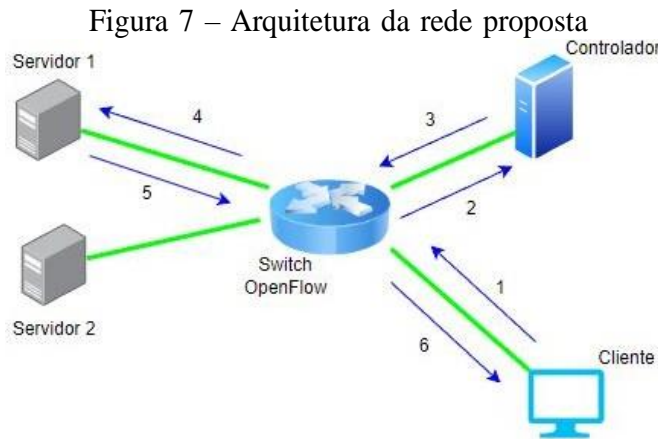 Figura 7 – Arquitetura da rede proposta
Servidor 1
Controlador
4
3
5
2
Switch
OpenFlow
1
Servidor 2
6
Cliente